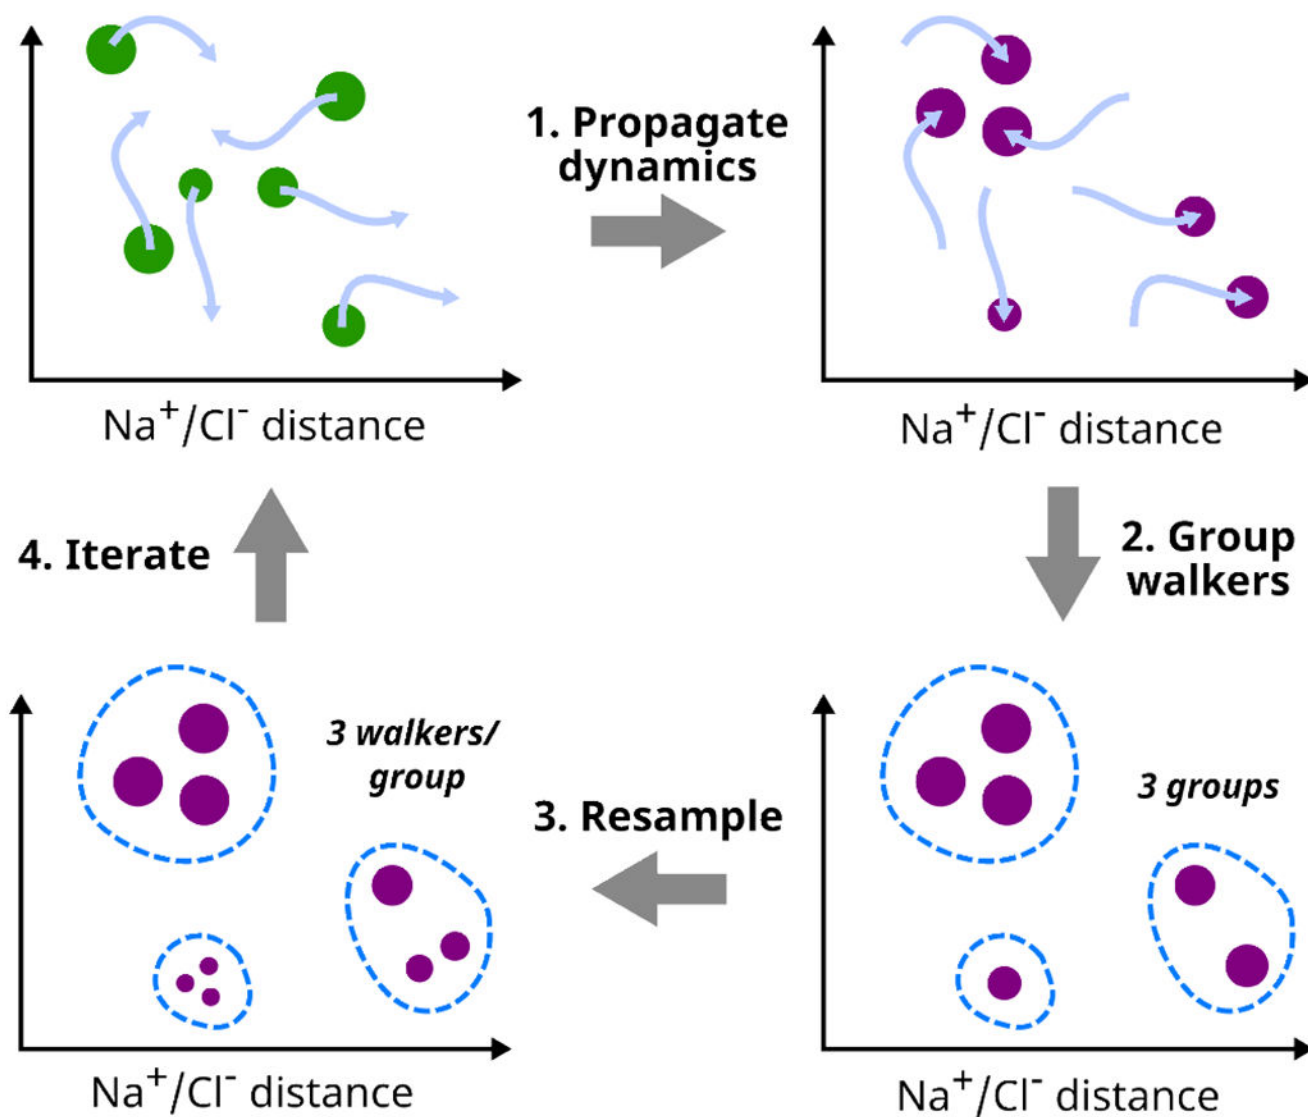 1. Propagate
dynamics
Na⁺/Cl⁻ distance
Na⁺/Cl⁻ distance
4. Iterate
2. Group
walkers
3 walkers/
group
3 groups
3. Resample
Na⁺/Cl⁻ distance
Na⁺/Cl⁻ distance